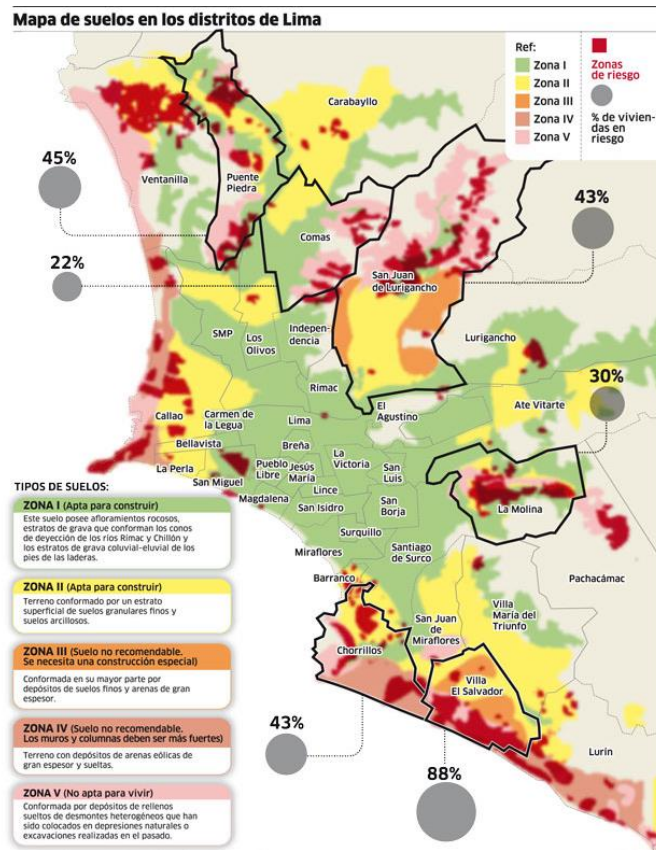 Mapa de suelos en los distritos de Lima
Ref:
Zona I
Zona II
Zona III
Zona IV
Zona V
Zonas
de riesgo
% de vivien-
das en
riesgo
Carabayllo
45%
Ventanilla
Puente
Piedra
43%
Comas
22%
San Juan
de Lurigancho
SMP
Los
Olivos
Indepen-
dencia
Lurigancho
Rímac
30%
El
Agustino
Ate Vitarte
Callao
Carmen de
la Legua
Lima
Bellavista
Breña
La
Victoria
La Perla
Pueblo
Libre
Jesús
María
San
Luis
San Miguel
Lince
La Molina
Magdalena
San Isidro
San
Borja
Surquillo
Miraflores
Santiago
de Surco
Pachacámac
Barranco
Villa
María del
Triunfo
San Juan
de
Miraflores
Chorrillos
Villa
El Salvador
43%
88%
Lurín
TIPOS DE SUELOS:
ZONA I (Apta para construir)
Este suelo posee afloramientos rocosos,
estratos de grava que conforman los conos
de deyección de los ríos Rímac y Chillón y
los estratos de grava coluvial-eluvial de los
pies de las laderas.
ZONA II (Apta para construir)
Terreno conformado por un estrato
superficial de suelos granulares finos y
suelos arcillosos.
ZONA III (Suelo no recomendable.
Se necesita una construcción especial)
Conformada en su mayor parte por
depósitos de suelos finos y arenas de gran
espesor.
ZONA IV (Suelo no recomendable.
Los muros y columnas deben ser más fuertes)
Terreno con depósitos de arenas eólicas de
gran espesor y sueltas.
ZONA V (No apta para vivir)
Conformada por depósitos de rellenos
sueltos de desmontes heterogéneos que han
sido colocados en depresiones naturales o
excavaciones realizadas en el pasado.